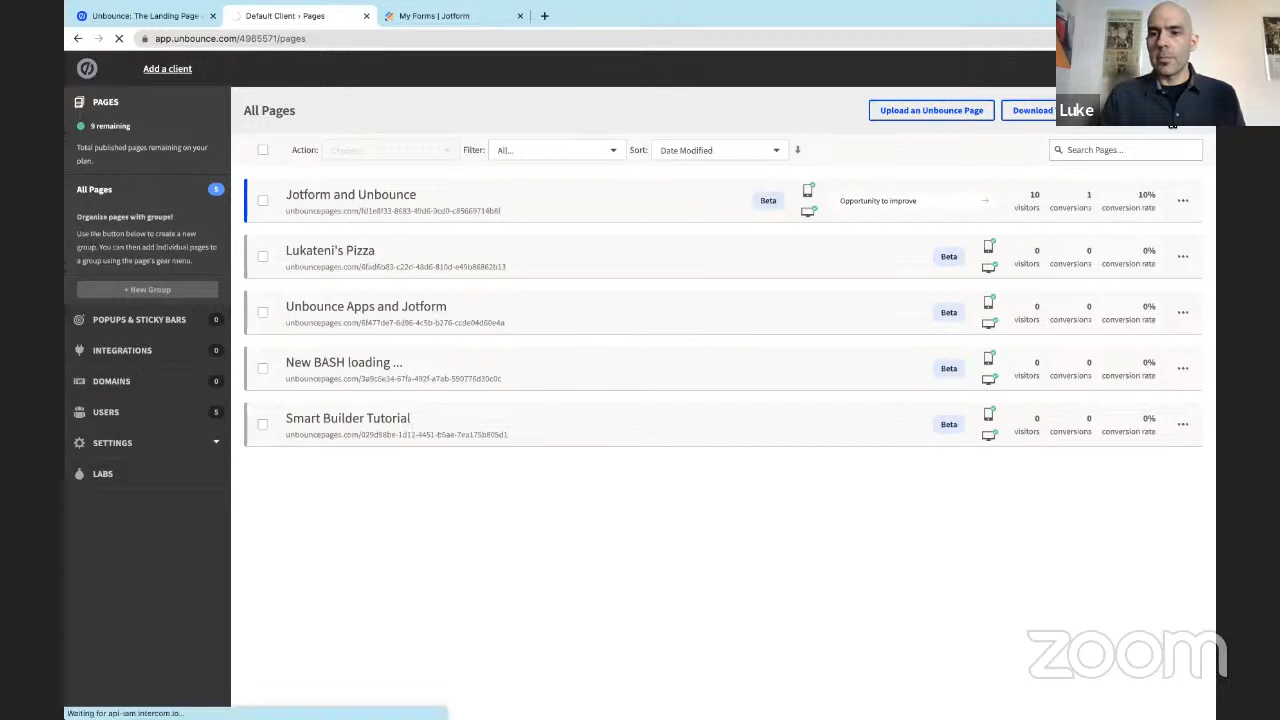 Unbounce: The Landing Page
Default Client › Pages
My Forms | Jotform
app.unbounce.com/4965571/pages
Add a client
Luke
PAGES
9 remaining
Total published pages remaining on your
plan.
All Pages
5
Organize pages with groups!
Use the button below to create a new
group. You can then add individual pages to
a group using the page's gear menu.
+ New Group
POPUPS & STICKY BARS
0
INTEGRATIONS
0
DOMAINS
0
USERS
5
SETTINGS
LABS
All Pages
Upload an Unbounce Page
Download
Action:
Choose...
Filter:
All...
Sort:
Date Modified
Search Pages...
Jotform and Unbounce
Beta
Opportunity to improve
10
visitors
1
conversions
10%
conversion rate
Lukateni's Pizza
Beta
0
visitors
0
conversions
0%
conversion rate
Unbounce Apps and Jotform
Beta
0
visitors
0
conversions
0%
conversion rate
New BASH loading ...
Beta
0
visitors
0
conversions
0%
conversion rate
Smart Builder Tutorial
Beta
0
visitors
0
conversions
0%
conversion rate
zoom
Waiting for api-iam.intercom.io...